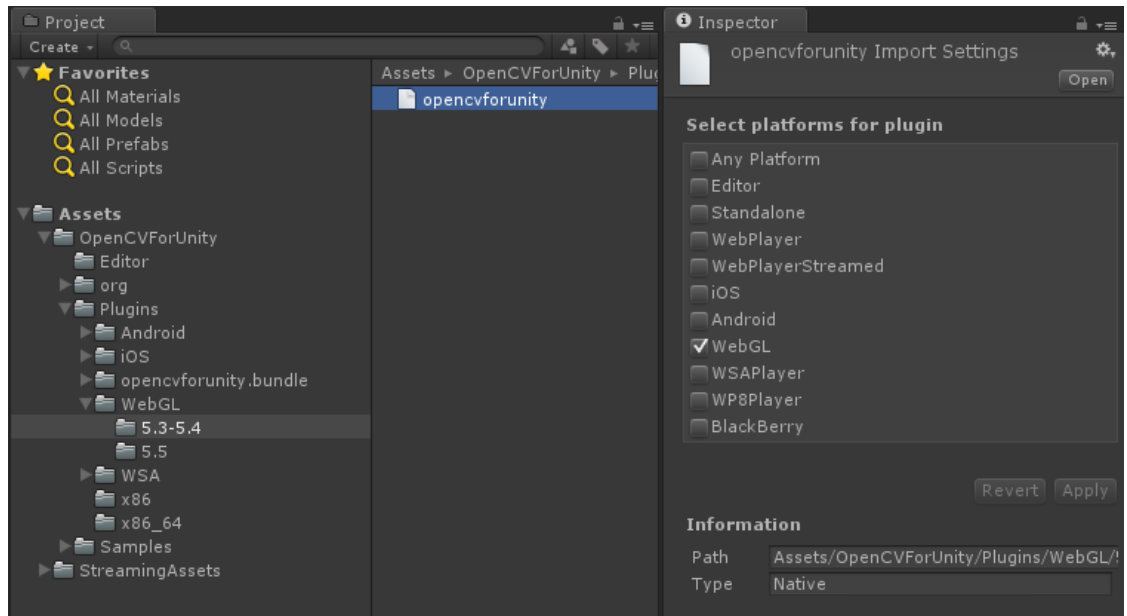 Project
Create
Favorites
All Materials
All Models
All Prefabs
All Scripts
Assets
OpenCVForUnity
Editor
org
Plugins
Android
iOS
opencvforunity.bundle
WebGL
5.3-5.4
5.5
WSA
x86
x86_64
Samples
StreamingAssets
Assets ▸ OpenCVForUnity ▸ Plug
opencvforunity
Inspector
opencvforunity Import Settings
Open
Select platforms for plugin
Any Platform
Editor
Standalone
WebPlayer
WebPlayerStreamed
iOS
Android
WebGL
WSAPlayer
WP8Player
BlackBerry
Revert Apply
Information
Path Assets/OpenCVForUnity/Plugins/WebGL/
Type Native